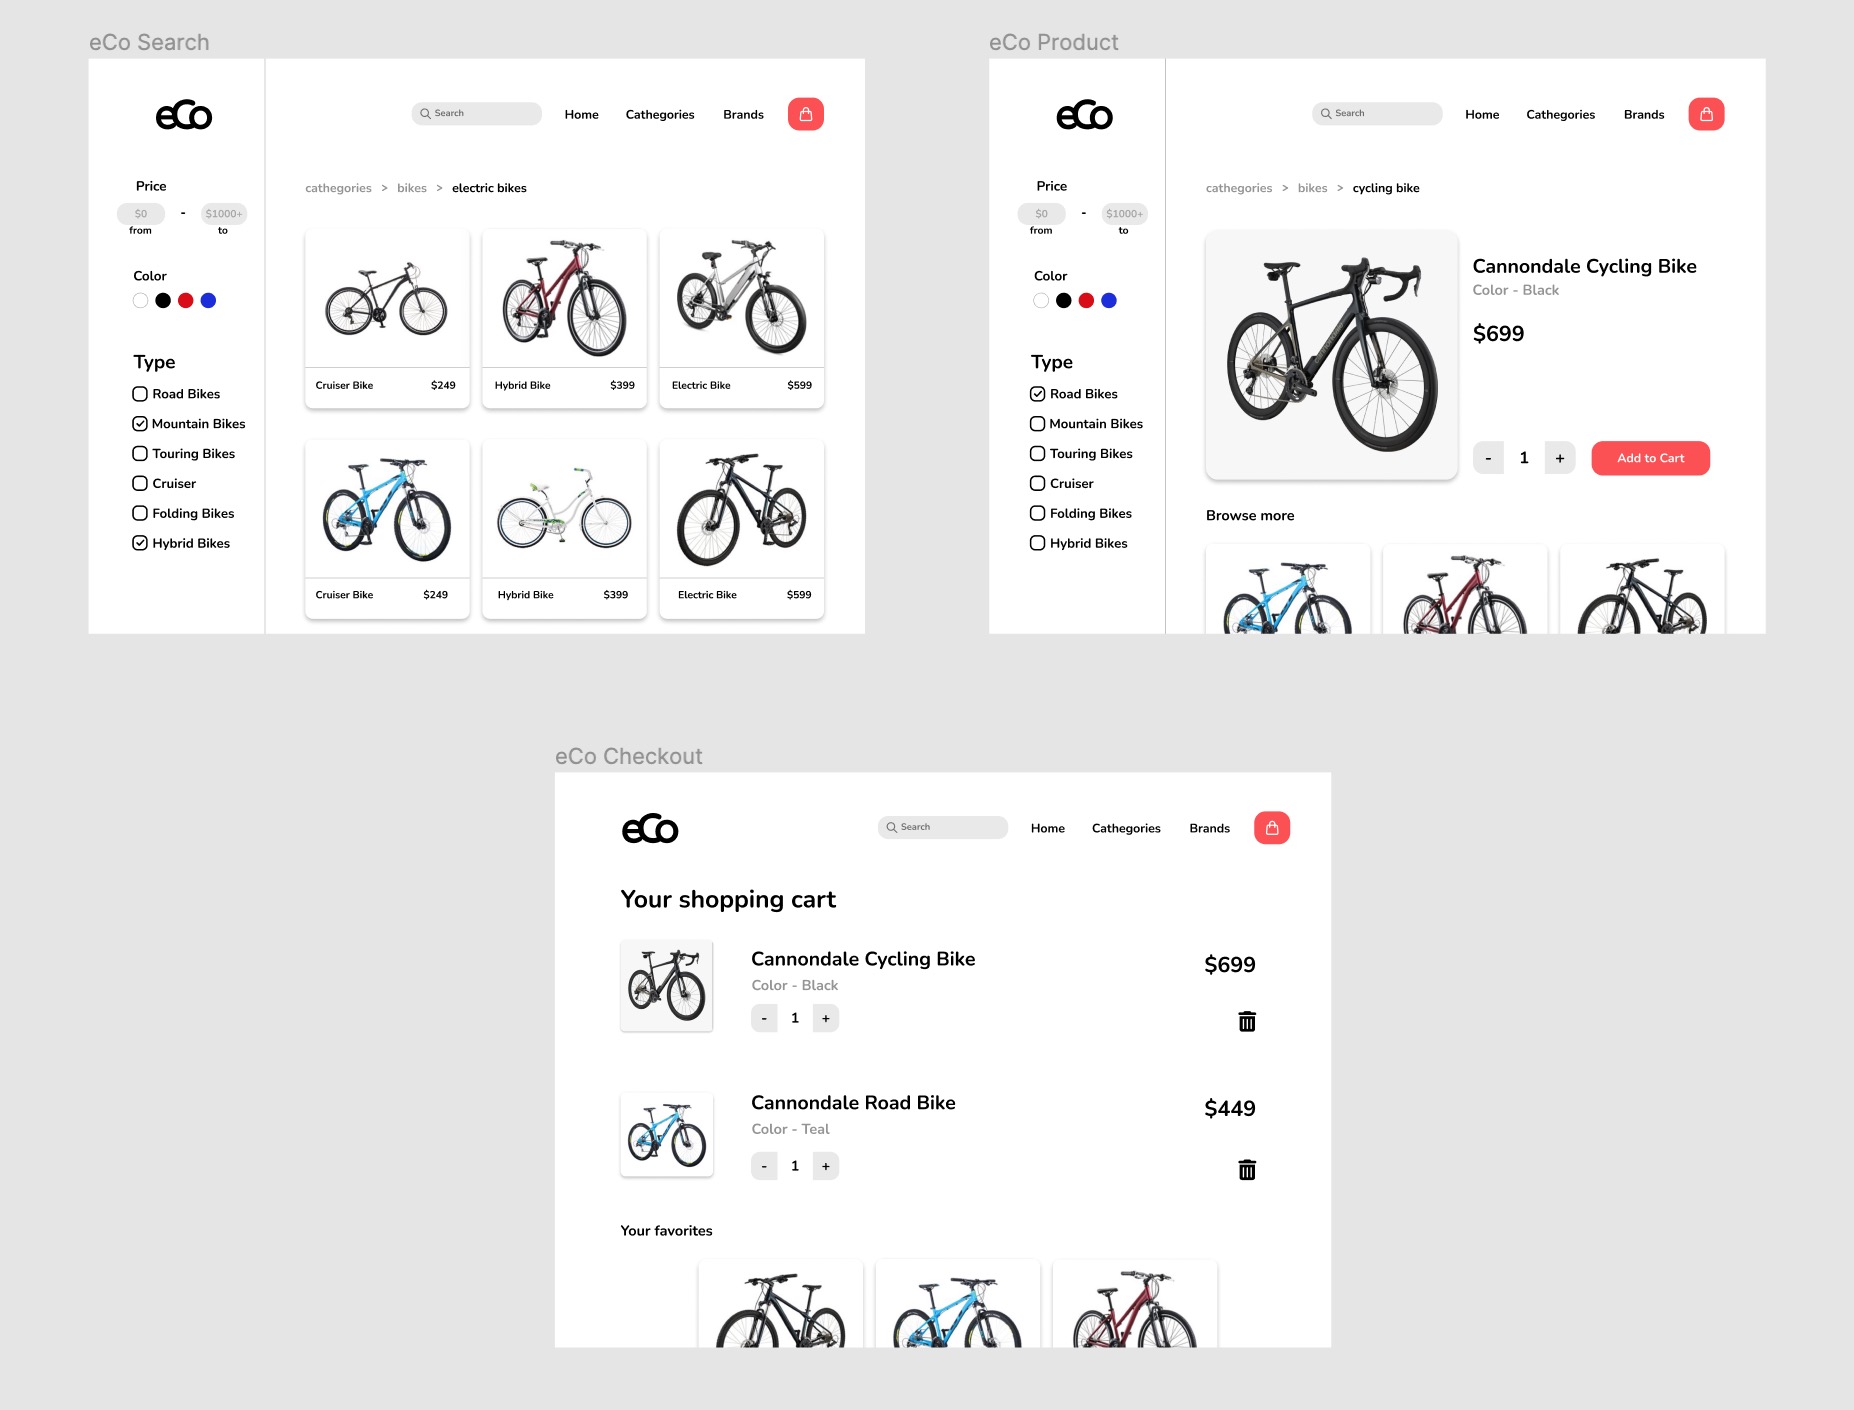 eCo Search
eCo
Search
Home Cathegories Brands
cathegories > bikes > electric bikes
Price
$0 - $1000+
from to
Color
Type
Road Bikes
Mountain Bikes
Touring Bikes
Cruiser
Folding Bikes
Hybrid Bikes
Cruiser Bike $249
Hybrid Bike $399
Electric Bike $599
Cruiser Bike $249
Hybrid Bike $399
Electric Bike $599
eCo Product
eCo
Search
Home Cathegories Brands
cathegories > bikes > cycling bike
Price
$0 - $1000+
from to
Color
Type
Road Bikes
Mountain Bikes
Touring Bikes
Cruiser
Folding Bikes
Hybrid Bikes
Cannondale Cycling Bike
Color - Black
$699
- 1 +
Add to Cart
Browse more
eCo Checkout
eCo
Search
Home Cathegories Brands
Your shopping cart
Cannondale Cycling Bike
Color - Black
- 1 +
$699
Cannondale Road Bike
Color - Teal
- 1 +
$449
Your favorites